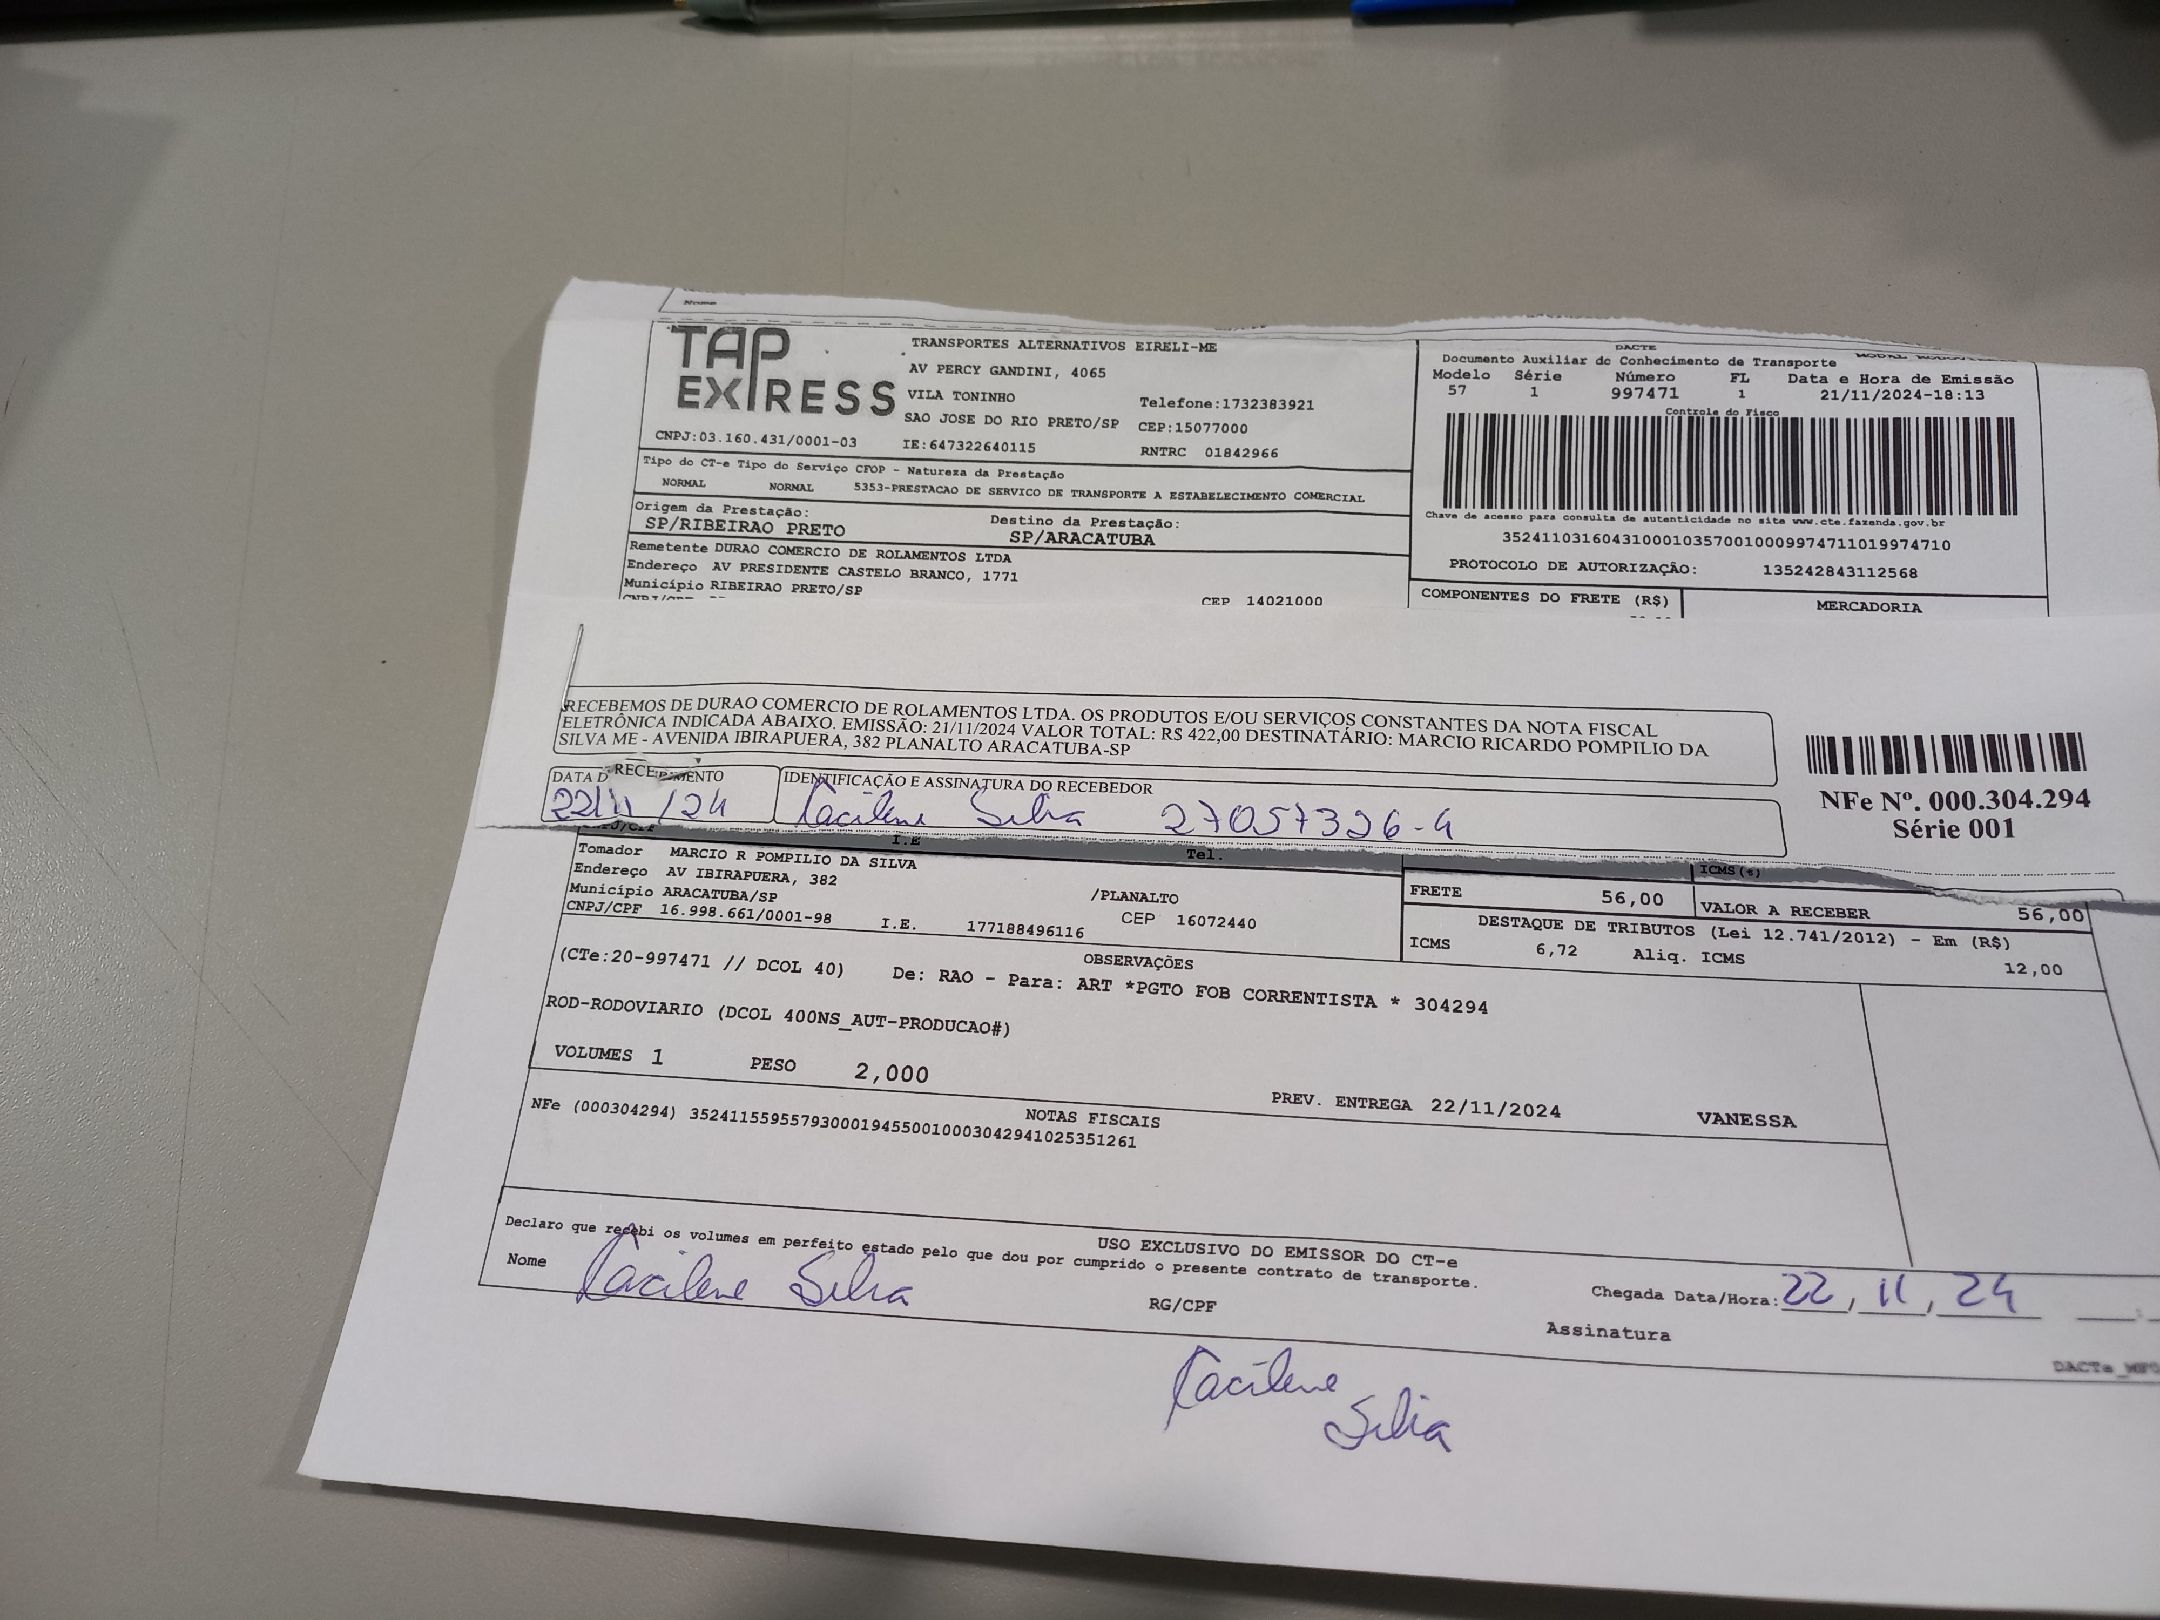 Nome
TAP EXPRESS
TRANSPORTES ALTERNATIVOS EIRELI-ME
AV PERCY GANDINI, 4065
VILA TONINHO Telefone:1732383921
SAO JOSE DO RIO PRETO/SP CEP:15077000
CNPJ:03.160.431/0001-03 IE:647322640115 RNTRC 01842966
DACTE
Documento Auxiliar do Conhecimento de Transporte
Modelo Série Número FL Data e Hora de Emissão
57 1 997471 1 21/11/2024-18:13
Controle do Fisco
Chave de acesso para consulta de autenticidade no site www.cte.fazenda.gov.br
35241103160431000103570010009974711019974710
PROTOCOLO DE AUTORIZAÇÃO: 135242843112568
Tipo do CT-e Tipo do Serviço CFOP - Natureza da Prestação
NORMAL NORMAL 5353-PRESTACAO DE SERVICO DE TRANSPORTE A ESTABELECIMENTO COMERCIAL
Origem da Prestação: Destino da Prestação:
SP/RIBEIRAO PRETO SP/ARACATUBA
Remetente DURAO COMERCIO DE ROLAMENTOS LTDA
Endereço AV PRESIDENTE CASTELO BRANCO, 1771
Município RIBEIRAO PRETO/SP CEP 14021000
COMPONENTES DO FRETE (R$) MERCADORIA
RECEBEMOS DE DURAO COMERCIO DE ROLAMENTOS LTDA. OS PRODUTOS E/OU SERVIÇOS CONSTANTES DA NOTA FISCAL
ELETRÔNICA INDICADA ABAIXO. EMISSÃO: 21/11/2024 VALOR TOTAL: R$ 422,00 DESTINATÁRIO: MARCIO RICARDO POMPILIO DA
SILVA ME - AVENIDA IBIRAPUERA, 382 PLANALTO ARACATUBA-SP
DATA D RECEBIMENTO IDENTIFICAÇÃO E ASSINATURA DO RECEBEDOR
22/11/24 Silva 27057326-4
NFe Nº. 000.304.294
Série 001
CNPJ/CPF I.E Tel.
Tomador MARCIO R POMPILIO DA SILVA
Endereço AV IBIRAPUERA, 382 /PLANALTO
Município ARACATUBA/SP CEP 16072440
CNPJ/CPF 16.998.661/0001-98 I.E. 177188496116
FRETE 56,00 VALOR A RECEBER 56,00
DESTAQUE DE TRIBUTOS (Lei 12.741/2012) - Em (R$)
ICMS 6,72 Aliq. ICMS 12,00
OBSERVAÇÕES
(CTe:20-997471 // DCOL 40) De: RAO - Para: ART *PGTO FOB CORRENTISTA * 304294
ROD-RODOVIARIO (DCOL 400NS_AUT-PRODUCAO#)
VOLUMES 1 PESO 2,000 PREV. ENTREGA 22/11/2024 VANESSA
NOTAS FISCAIS
NFe (000304294) 35241155955793000194550010003042941025351261
USO EXCLUSIVO DO EMISSOR DO CT-e
Declaro que recebi os volumes em perfeito estado pelo que dou por cumprido o presente contrato de transporte.
Nome Silva RG/CPF Chegada Data/Hora: 22, 11, 24
Assinatura
Silva